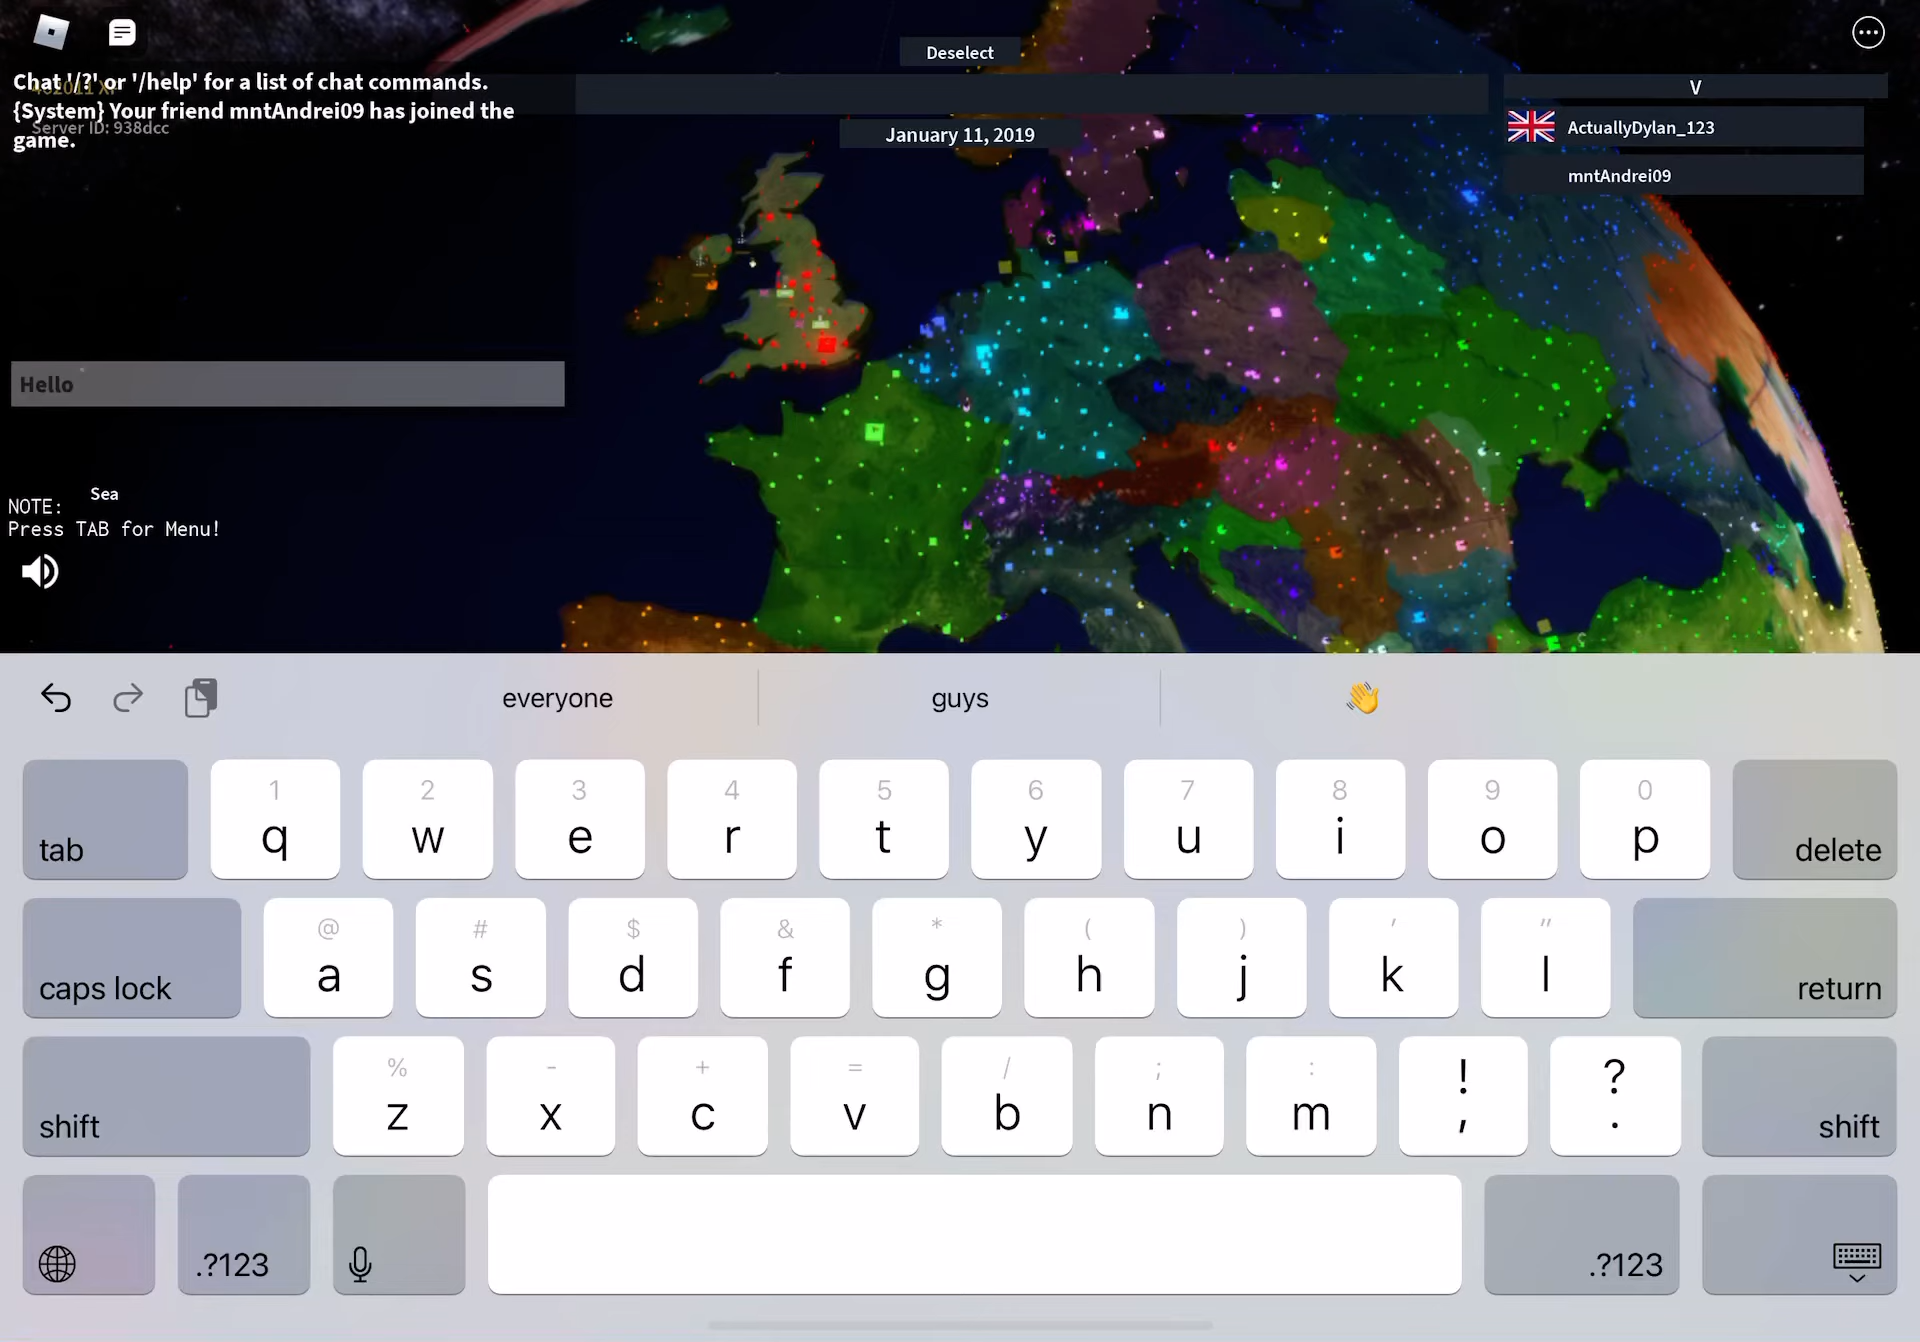 Deselect
Chat '/?' or '/help' for a list of chat commands.
{System} Your friend mntAndrei09 has joined the
game.
Server ID: 938dcc
V
January 11, 2019
ActuallyDylan_123
mntAndrei09
Hello
Sea
NOTE:
Press TAB for Menu!
everyone guys 👋
1 2 3 4 5 6 7 8 9 0
tab q w e r t y u i o p delete
@ # $ & * ( ) ' "
caps lock a s d f g h j k l return
% - + = / ; : ! ?
shift z x c v b n m , . shift
.?123 .?123